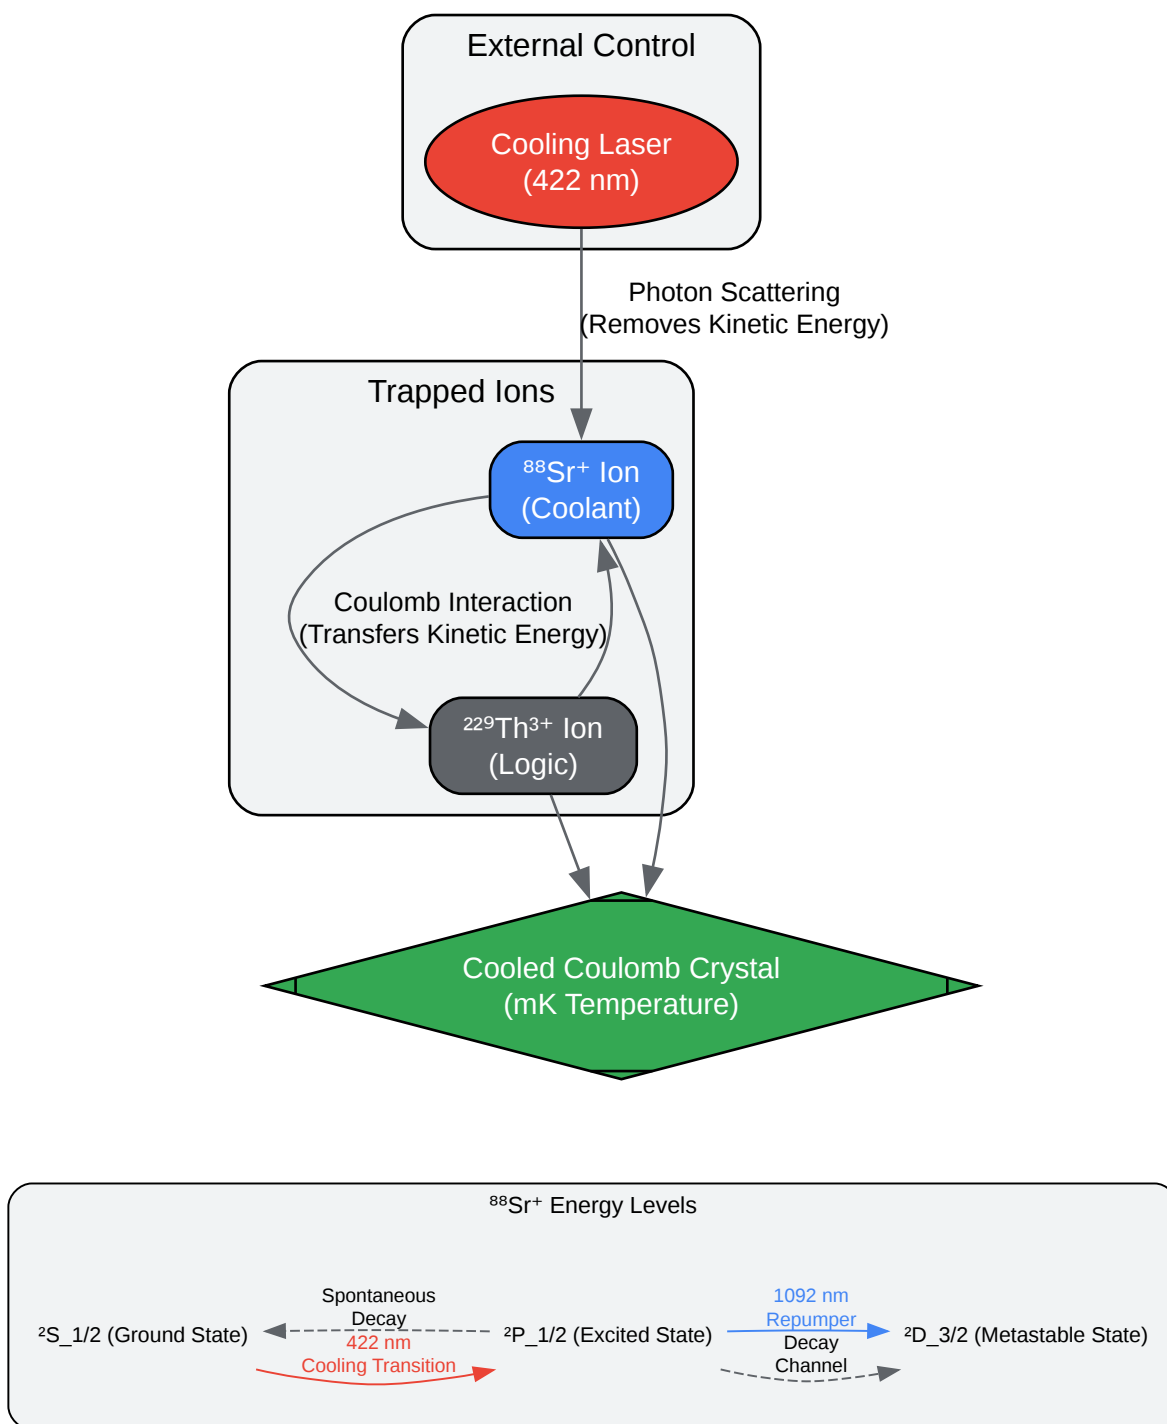 External Control
Cooling Laser
(422 nm)
Photon Scattering
(Removes Kinetic Energy)
Trapped Ions
⁸⁸Sr⁺ Ion
(Coolant)
Coulomb Interaction
(Transfers Kinetic Energy)
²²⁹Th³⁺ Ion
(Logic)
Cooled Coulomb Crystal
(mK Temperature)
⁸⁸Sr⁺ Energy Levels
²S_1/2 (Ground State)
Spontaneous
Decay
422 nm
Cooling Transition
²P_1/2 (Excited State)
1092 nm
Repumper
Decay
Channel
²D_3/2 (Metastable State)